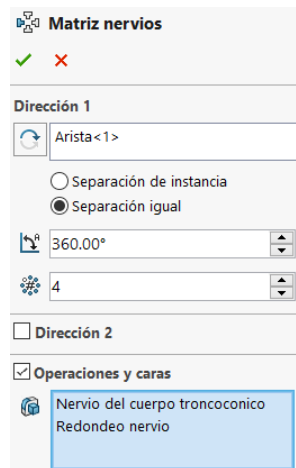 Matriz nervios
Dirección 1
Arista<1>
Separación de instancia
Separación igual
360.00°
4
Dirección 2
Operaciones y caras
Nervio del cuerpo troncoconico
Redondeo nervio